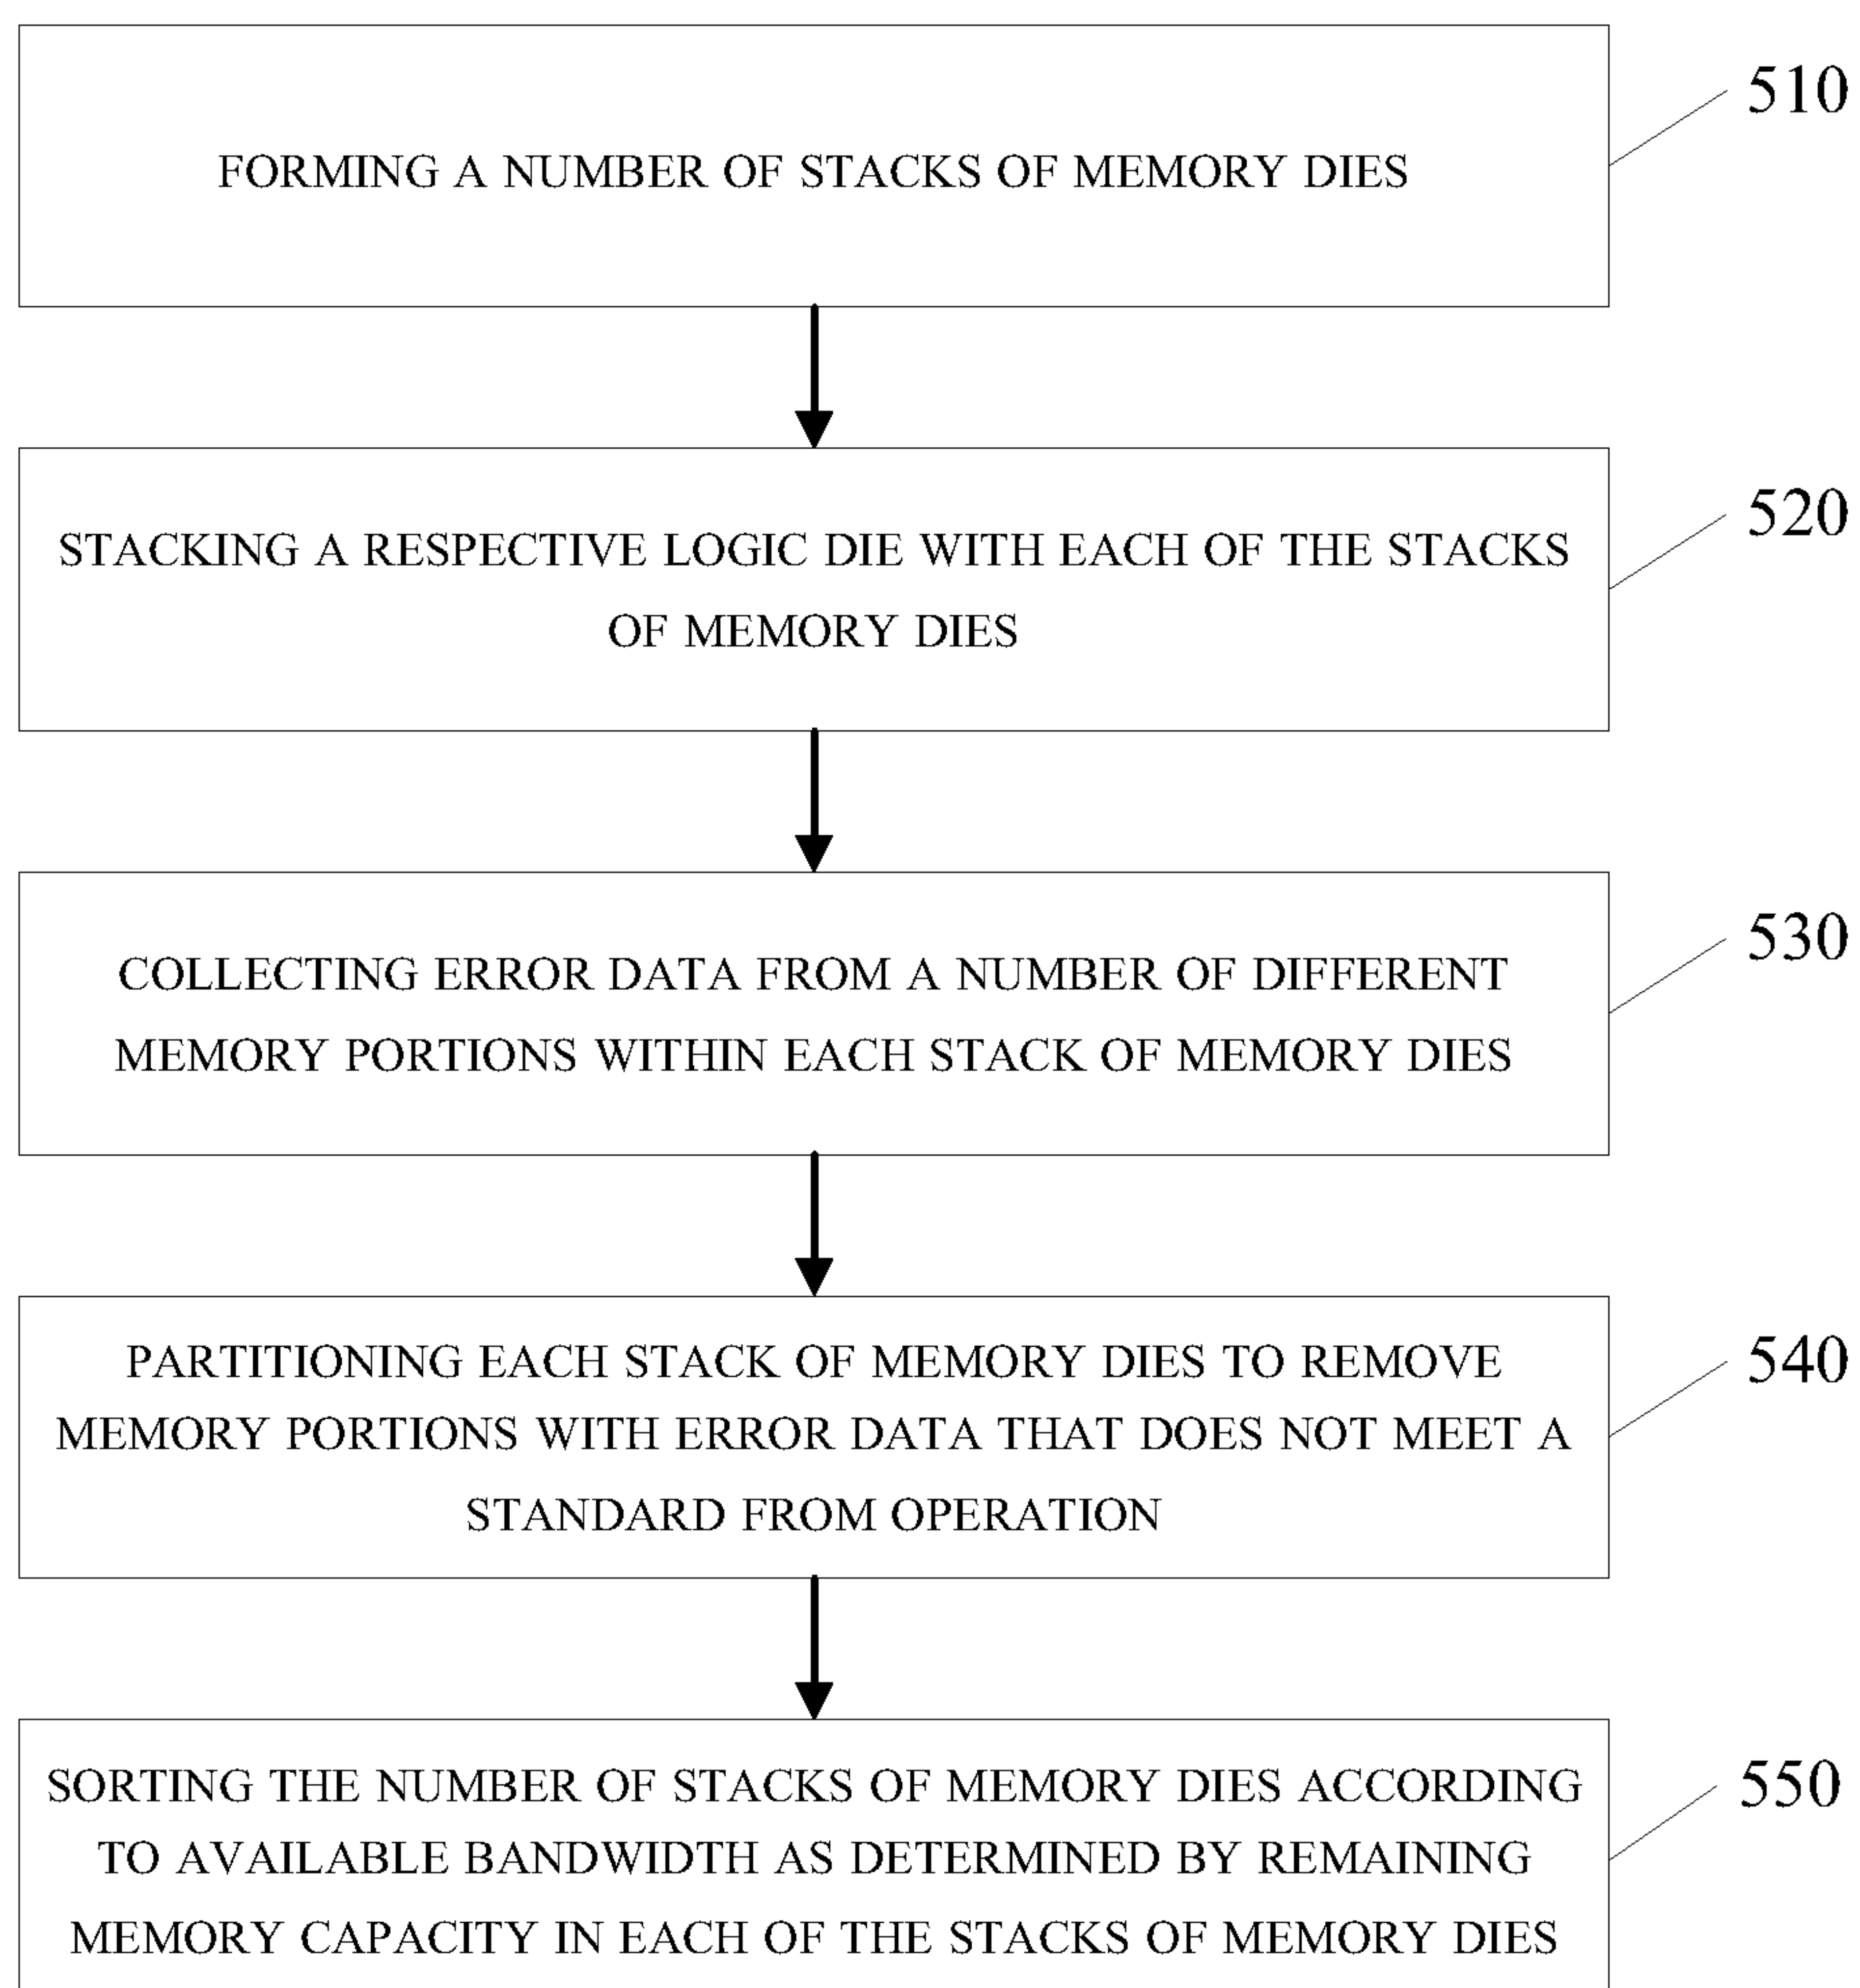 FORMING A NUMBER OF STACKS OF MEMORY DIES
510
STACKING A RESPECTIVE LOGIC DIE WITH EACH OF THE STACKS
OF MEMORY DIES
520
COLLECTING ERROR DATA FROM A NUMBER OF DIFFERENT
MEMORY PORTIONS WITHIN EACH STACK OF MEMORY DIES
530
PARTITIONING EACH STACK OF MEMORY DIES TO REMOVE
MEMORY PORTIONS WITH ERROR DATA THAT DOES NOT MEET A
STANDARD FROM OPERATION
540
SORTING THE NUMBER OF STACKS OF MEMORY DIES ACCORDING
TO AVAILABLE BANDWIDTH AS DETERMINED BY REMAINING
MEMORY CAPACITY IN EACH OF THE STACKS OF MEMORY DIES
550